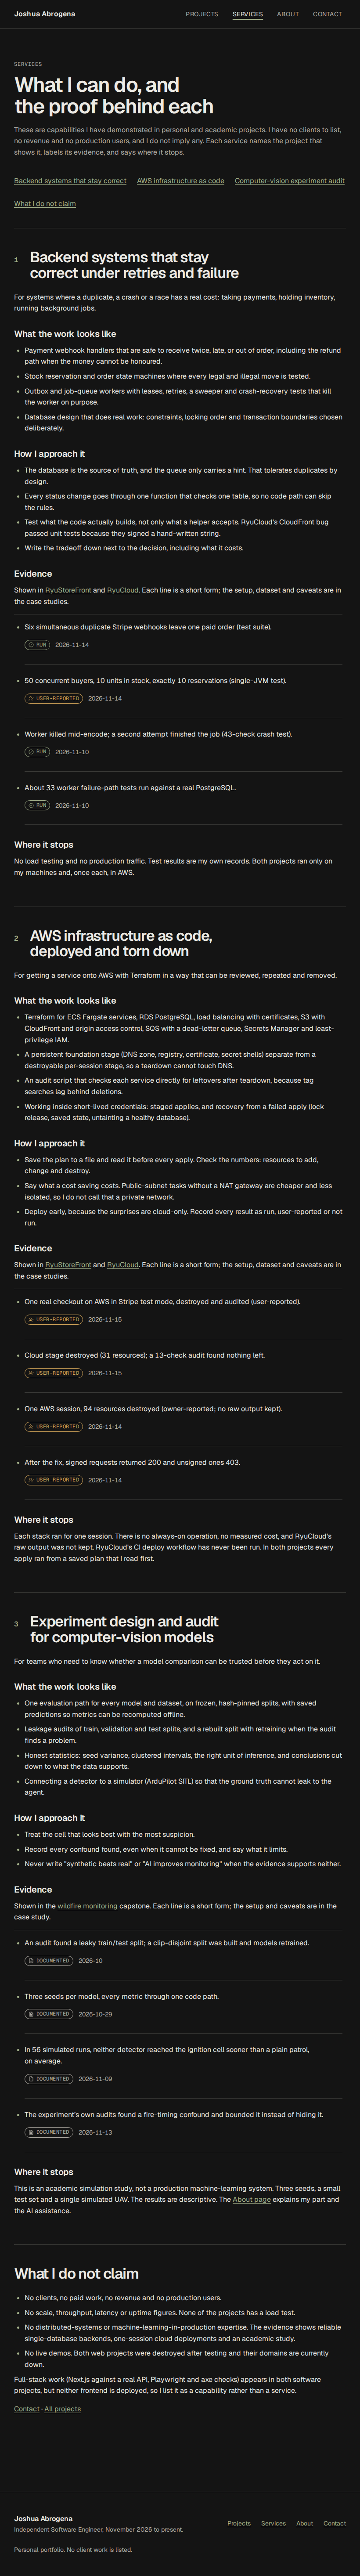 Joshua Abrogena
PROJECTS SERVICES ABOUT CONTACT
SERVICES
What I can do, and
the proof behind each
These are capabilities I have demonstrated in personal and academic projects. I have no clients to list,
no revenue and no production users, and I do not imply any. Each service names the project that
shows it, labels its evidence, and says where it stops.
Backend systems that stay correct AWS infrastructure as code Computer-vision experiment audit
What I do not claim
1 Backend systems that stay
correct under retries and failure
For systems where a duplicate, a crash or a race has a real cost: taking payments, holding inventory,
running background jobs.
What the work looks like
• Payment webhook handlers that are safe to receive twice, late, or out of order, including the refund
path when the money cannot be honoured.
• Stock reservation and order state machines where every legal and illegal move is tested.
• Outbox and job-queue workers with leases, retries, a sweeper and crash-recovery tests that kill
the worker on purpose.
• Database design that does real work: constraints, locking order and transaction boundaries chosen
deliberately.
How I approach it
• The database is the source of truth, and the queue only carries a hint. That tolerates duplicates by
design.
• Every status change goes through one function that checks one table, so no code path can skip
the rules.
• Test what the code actually builds, not only what a helper accepts. RyuCloud's CloudFront bug
passed unit tests because they signed a hand-written string.
• Write the tradeoff down next to the decision, including what it costs.
Evidence
Shown in RyuStoreFront and RyuCloud. Each line is a short form; the setup, dataset and caveats are in
the case studies.
• Six simultaneous duplicate Stripe webhooks leave one paid order (test suite).
RUN 2026-11-14
• 50 concurrent buyers, 10 units in stock, exactly 10 reservations (single-JVM test).
USER-REPORTED 2026-11-14
• Worker killed mid-encode; a second attempt finished the job (43-check crash test).
RUN 2026-11-10
• About 33 worker failure-path tests run against a real PostgreSQL.
RUN 2026-11-10
Where it stops
No load testing and no production traffic. Test results are my own records. Both projects ran only on
my machines and, once each, in AWS.
2 AWS infrastructure as code,
deployed and torn down
For getting a service onto AWS with Terraform in a way that can be reviewed, repeated and removed.
What the work looks like
• Terraform for ECS Fargate services, RDS PostgreSQL, load balancing with certificates, S3 with
CloudFront and origin access control, SQS with a dead-letter queue, Secrets Manager and least-
privilege IAM.
• A persistent foundation stage (DNS zone, registry, certificate, secret shells) separate from a
destroyable per-session stage, so a teardown cannot touch DNS.
• An audit script that checks each service directly for leftovers after teardown, because tag
searches lag behind deletions.
• Working inside short-lived credentials: staged applies, and recovery from a failed apply (lock
release, saved state, untainting a healthy database).
How I approach it
• Save the plan to a file and read it before every apply. Check the numbers: resources to add,
change and destroy.
• Say what a cost saving costs. Public-subnet tasks without a NAT gateway are cheaper and less
isolated, so I do not call that a private network.
• Deploy early, because the surprises are cloud-only. Record every result as run, user-reported or not
run.
Evidence
Shown in RyuStoreFront and RyuCloud. Each line is a short form; the setup, dataset and caveats are in
the case studies.
• One real checkout on AWS in Stripe test mode, destroyed and audited (user-reported).
USER-REPORTED 2026-11-15
• Cloud stage destroyed (31 resources); a 13-check audit found nothing left.
USER-REPORTED 2026-11-15
• One AWS session, 94 resources destroyed (owner-reported; no raw output kept).
USER-REPORTED 2026-11-14
• After the fix, signed requests returned 200 and unsigned ones 403.
USER-REPORTED 2026-11-14
Where it stops
Each stack ran for one session. There is no always-on operation, no measured cost, and RyuCloud's
raw output was not kept. RyuCloud's CI deploy workflow has never been run. In both projects every
apply ran from a saved plan that I read first.
3 Experiment design and audit
for computer-vision models
For teams who need to know whether a model comparison can be trusted before they act on it.
What the work looks like
• One evaluation path for every model and dataset, on frozen, hash-pinned splits, with saved
predictions so metrics can be recomputed offline.
• Leakage audits of train, validation and test splits, and a rebuilt split with retraining when the audit
finds a problem.
• Honest statistics: seed variance, clustered intervals, the right unit of inference, and conclusions cut
down to what the data supports.
• Connecting a detector to a simulator (ArduPilot SITL) so that the ground truth cannot leak to the
agent.
How I approach it
• Treat the cell that looks best with the most suspicion.
• Record every confound found, even when it cannot be fixed, and say what it limits.
• Never write "synthetic beats real" or "AI improves monitoring" when the evidence supports neither.
Evidence
Shown in the wildfire monitoring capstone. Each line is a short form; the setup and caveats are in the
case study.
• An audit found a leaky train/test split; a clip-disjoint split was built and models retrained.
DOCUMENTED 2026-10
• Three seeds per model, every metric through one code path.
DOCUMENTED 2026-10-29
• In 56 simulated runs, neither detector reached the ignition cell sooner than a plain patrol,
on average.
DOCUMENTED 2026-11-09
• The experiment's own audits found a fire-timing confound and bounded it instead of hiding it.
DOCUMENTED 2026-11-13
Where it stops
This is an academic simulation study, not a production machine-learning system. Three seeds, a small
test set and a single simulated UAV. The results are descriptive. The About page explains my part and
the AI assistance.
What I do not claim
• No clients, no paid work, no revenue and no production users.
• No scale, throughput, latency or uptime figures. None of the projects has a load test.
• No distributed-systems or machine-learning-in-production expertise. The evidence shows reliable
single-database backends, one-session cloud deployments and an academic study.
• No live demos. Both web projects were destroyed after testing and their domains are currently
down.
Full-stack work (Next.js against a real API, Playwright and axe checks) appears in both software
projects, but neither frontend is deployed, so I list it as a capability rather than a service.
Contact · All projects
Joshua Abrogena
Independent Software Engineer, November 2026 to present.
Projects Services About Contact
Personal portfolio. No client work is listed.